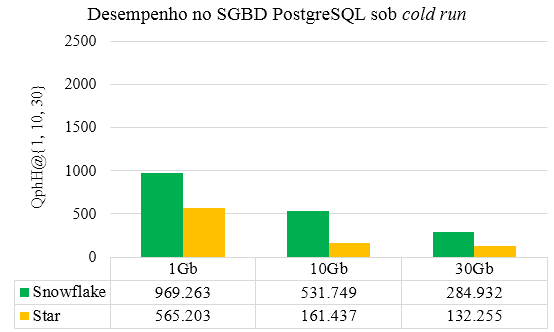 Desempenho no SGBD PostgreSQL sob cold run
QphH@{1, 10, 30}
2500
2000
1500
1000
500
0
1Gb 10Gb 30Gb
Snowflake 969.263 531.749 284.932
Star 565.203 161.437 132.255